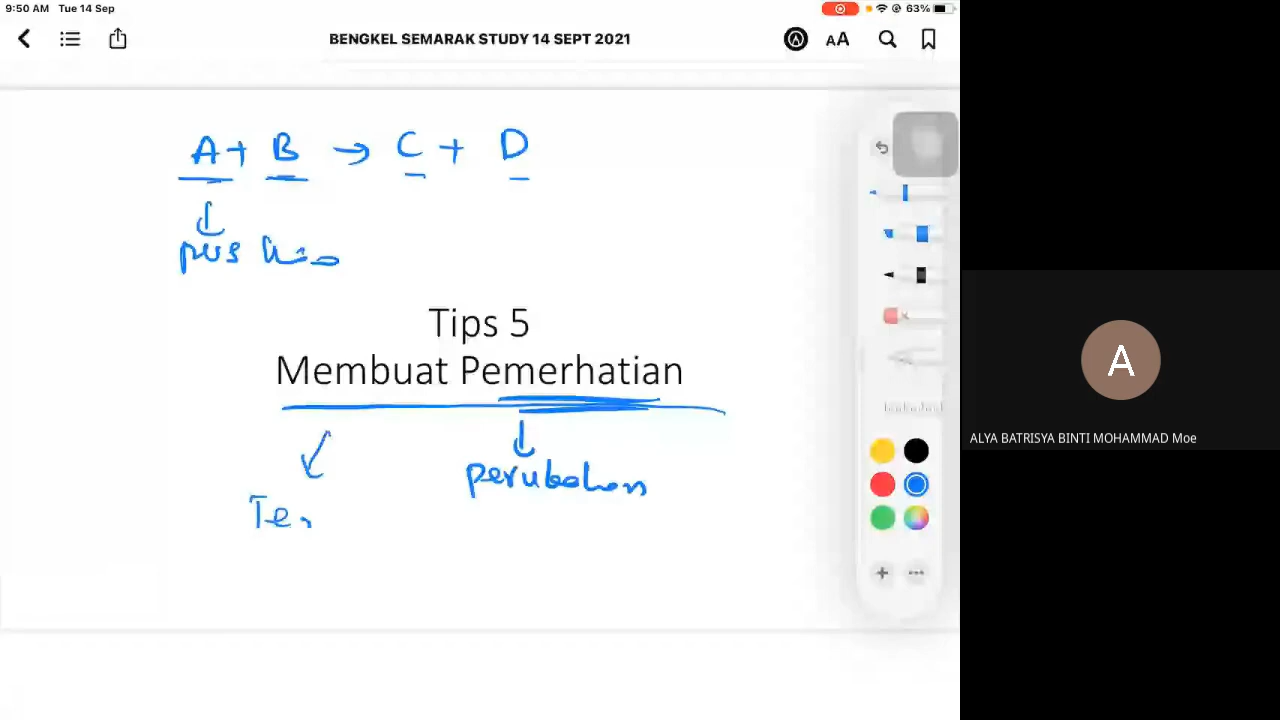 9:50 AM Tue 14 Sep
63%
BENGKEL SEMARAK STUDY 14 SEPT 2021
AA
A + B → C + D
Tips 5
Membuat Pemerhatian
perubahan
Te
A
ALYA BATRISYA BINTI MOHAMMAD Moe